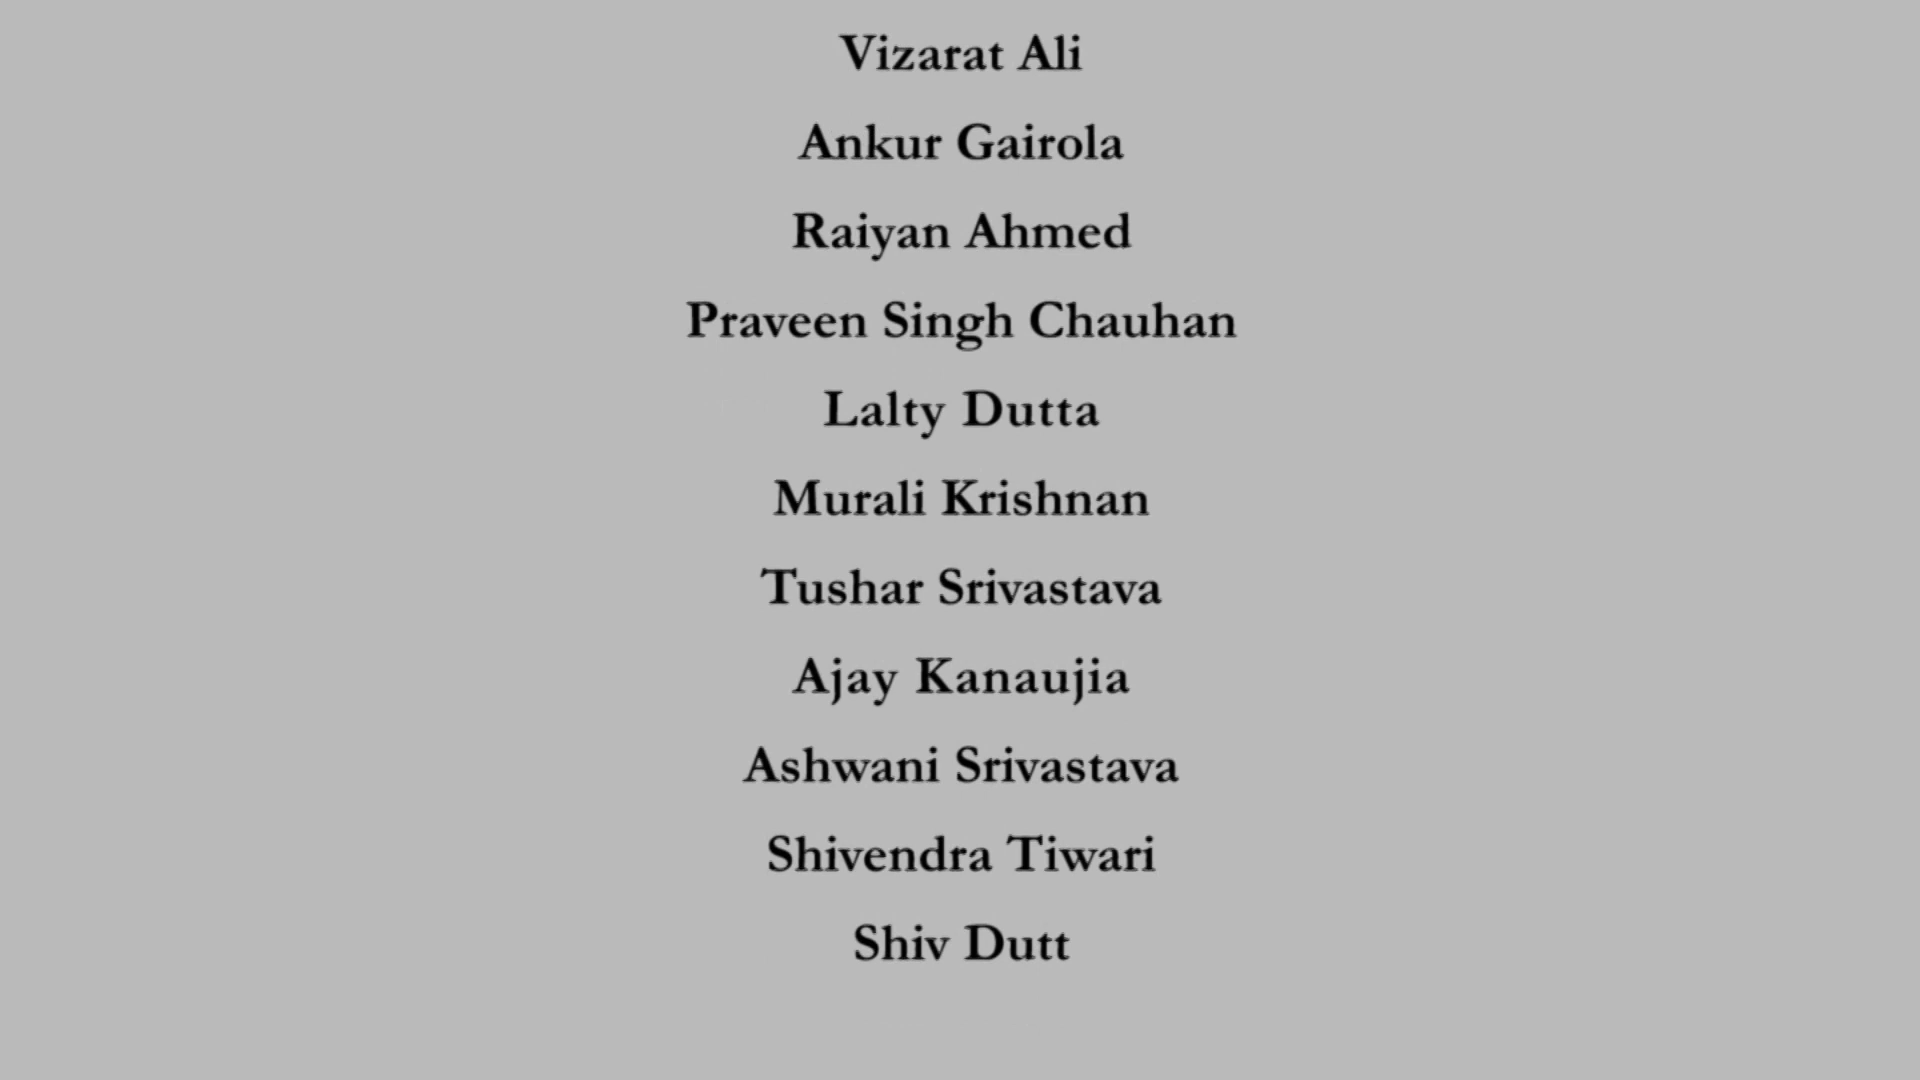 Vizarat Ali
Ankur Gairola
Raiyan Ahmed
Praveen Singh Chauhan
Lalty Dutta
Murali Krishnan
Tushar Srivastava
Ajay Kanaujia
Ashwani Srivastava
Shivendra Tiwari
Shiv Dutt